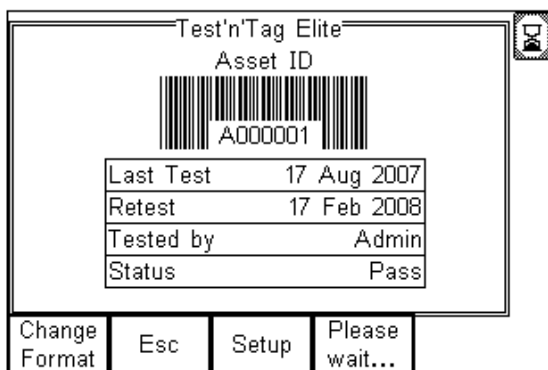 Test'n'Tag Elite
Asset ID
A000001
Last Test 17 Aug 2007
Retest 17 Feb 2008
Tested by Admin
Status Pass
Change Format Esc Setup Please wait...